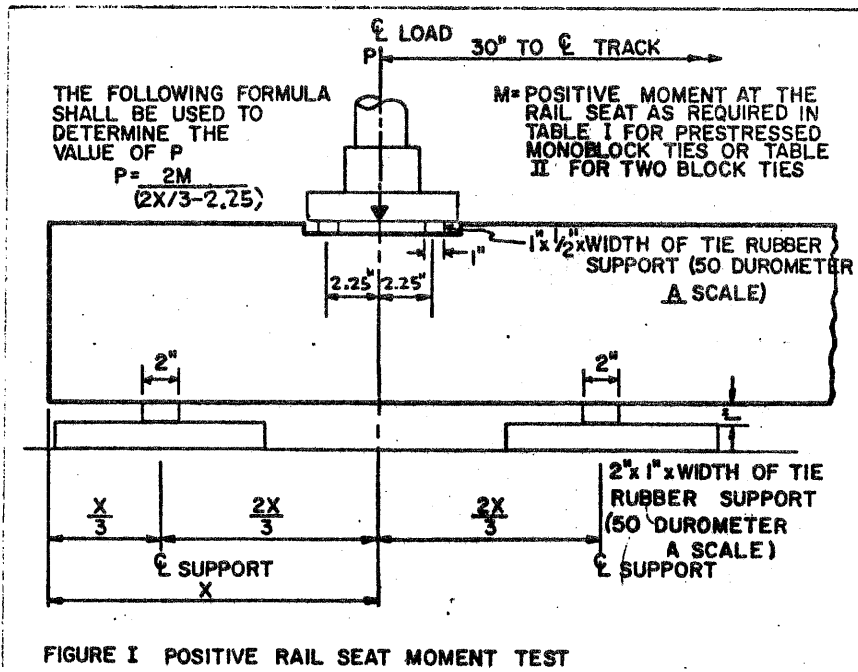 ℄ LOAD
P
30" TO ℄ TRACK
THE FOLLOWING FORMULA
SHALL BE USED TO
DETERMINE THE
VALUE OF P
P= 2M
(2X/3-2.25)
M= POSITIVE MOMENT AT THE
RAIL SEAT AS REQUIRED IN
TABLE I FOR PRESTRESSED
MONOBLOCK TIES OR TABLE
II FOR TWO BLOCK TIES
1"x1/2"xWIDTH OF TIE RUBBER
SUPPORT (50 DUROMETER
A SCALE)
1"
2.25" 2.25"
2" 2"
1"
2"x1"xWIDTH OF TIE
RUBBER SUPPORT
(50 DUROMETER
A SCALE)
X/3 2X/3 2X/3
℄ SUPPORT ℄ SUPPORT
X
FIGURE I POSITIVE RAIL SEAT MOMENT TEST